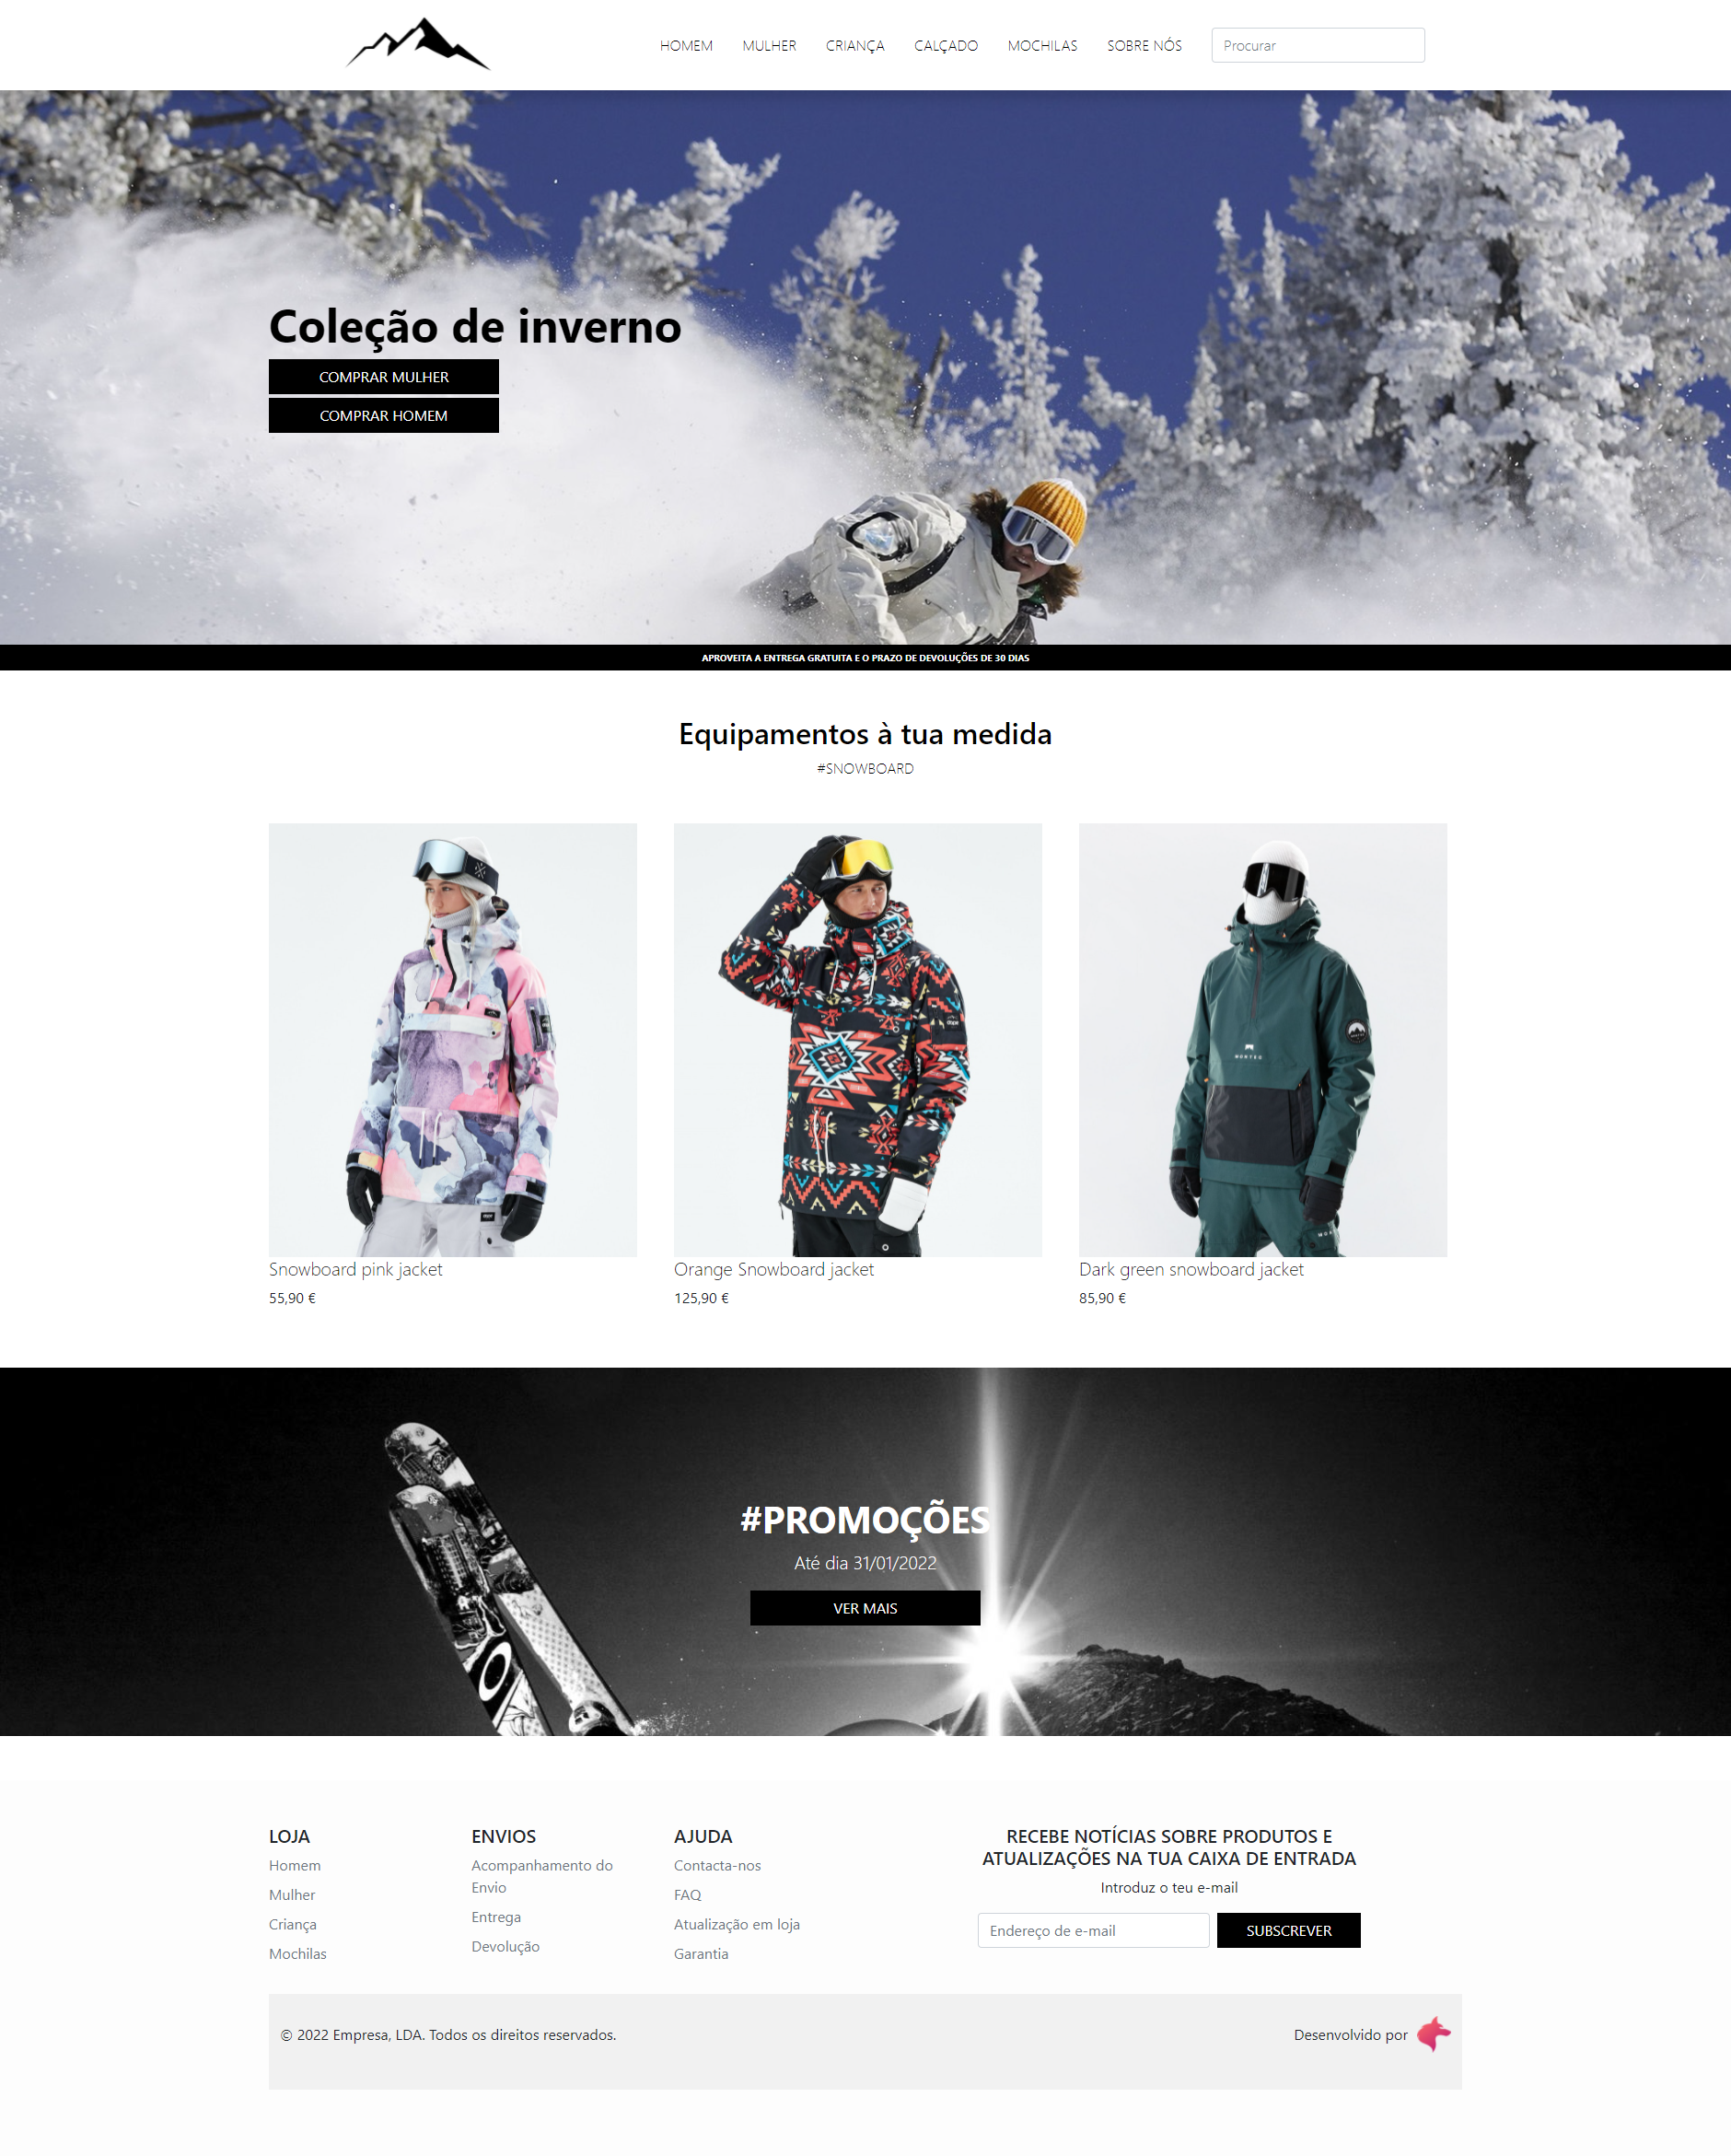 HOMEM MULHER CRIANÇA CALÇADO MOCHILAS SOBRE NÓS Procurar
Coleção de inverno
COMPRAR MULHER
COMPRAR HOMEM
APROVEITA A ENTREGA GRATUITA E O PRAZO DE DEVOLUÇÕES DE 30 DIAS
Equipamentos à tua medida
#SNOWBOARD
Snowboard pink jacket
55,90 €
Orange Snowboard jacket
125,90 €
Dark green snowboard jacket
85,90 €
#PROMOÇÕES
Até dia 31/01/2022
VER MAIS
LOJA
Homem
Mulher
Criança
Mochilas
ENVIOS
Acompanhamento do
Envio
Entrega
Devolução
AJUDA
Contacta-nos
FAQ
Atualização em loja
Garantia
RECEBE NOTÍCIAS SOBRE PRODUTOS E
ATUALIZAÇÕES NA TUA CAIXA DE ENTRADA
Introduz o teu e-mail
Endereço de e-mail SUBSCREVER
© 2022 Empresa, LDA. Todos os direitos reservados.
Desenvolvido por